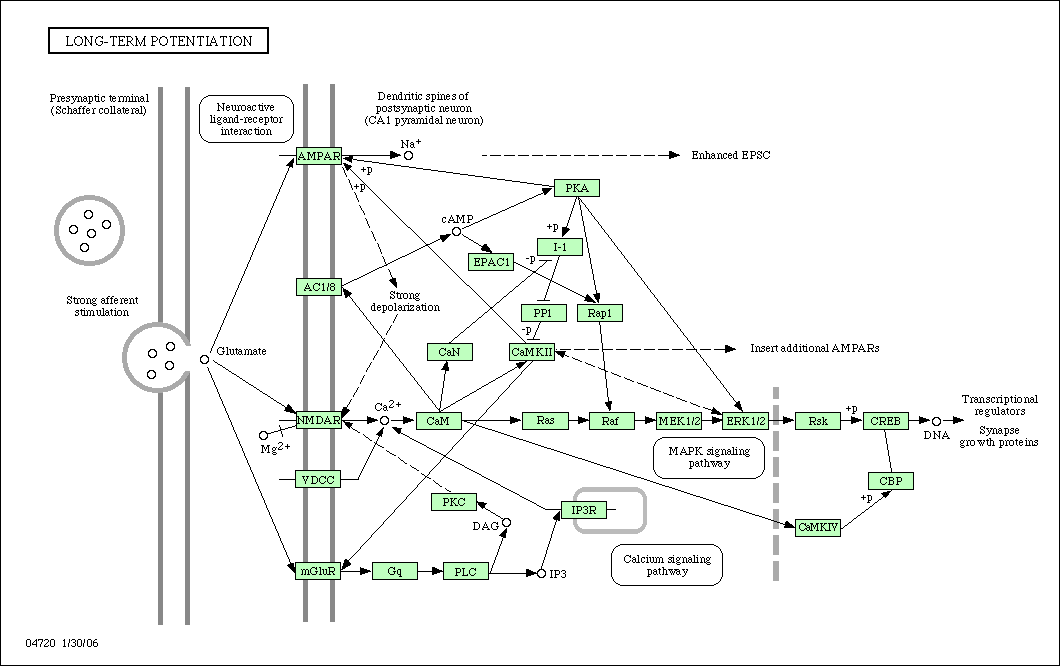 LONG-TERM POTENTIATION
Presynaptic terminal
(Schaffer collateral)
Neuroactive
ligand-receptor
interaction
Dendritic spines of
postsynaptic neuron
(CA1 pyramidal neuron)
AMPAR
Na+
Enhanced EPSC
+p
+p
PKA
cAMP
+p
I-1
EPAC1
-p
AC1/8
Strong
depolarization
Strong afferent
stimulation
PP1
Rap1
-p
Glutamate
CaN
CaMKII
Insert additional AMPARs
Ca2+
NMDAR
CaM
Ras
Raf
MEK1/2
ERK1/2
Rsk
+p
CREB
DNA
Transcriptional
regulators
Synapse
growth proteins
Mg2+
MAPK signaling
pathway
VDCC
CBP
+p
PKC
DAG
IP3R
CaMKIV
Calcium signaling
pathway
mGluR
Gq
PLC
IP3
04720 1/30/06